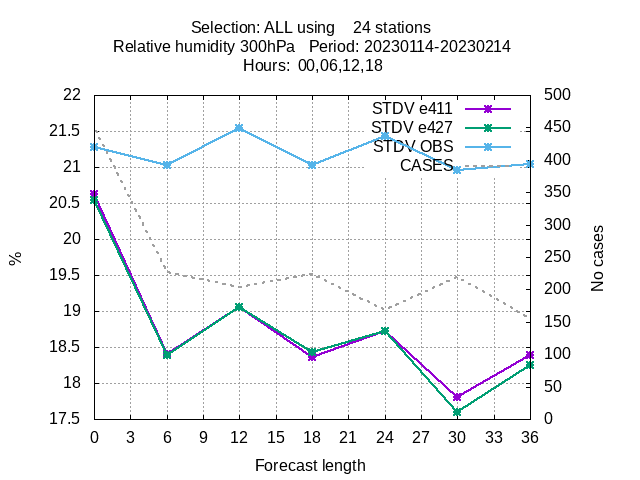 Selection: ALL using    24 stations
Relative humidity 300hPa   Period: 20230114-20230214
Hours:  00,06,12,18
STDV e411
STDV e427
STDV OBS
CASES
22
21.5
21
20.5
20
19.5
19
18.5
18
17.5
%
500
450
400
350
300
250
200
150
100
50
0
No cases
0 3 6 9 12 15 18 21 24 27 30 33 36
Forecast length